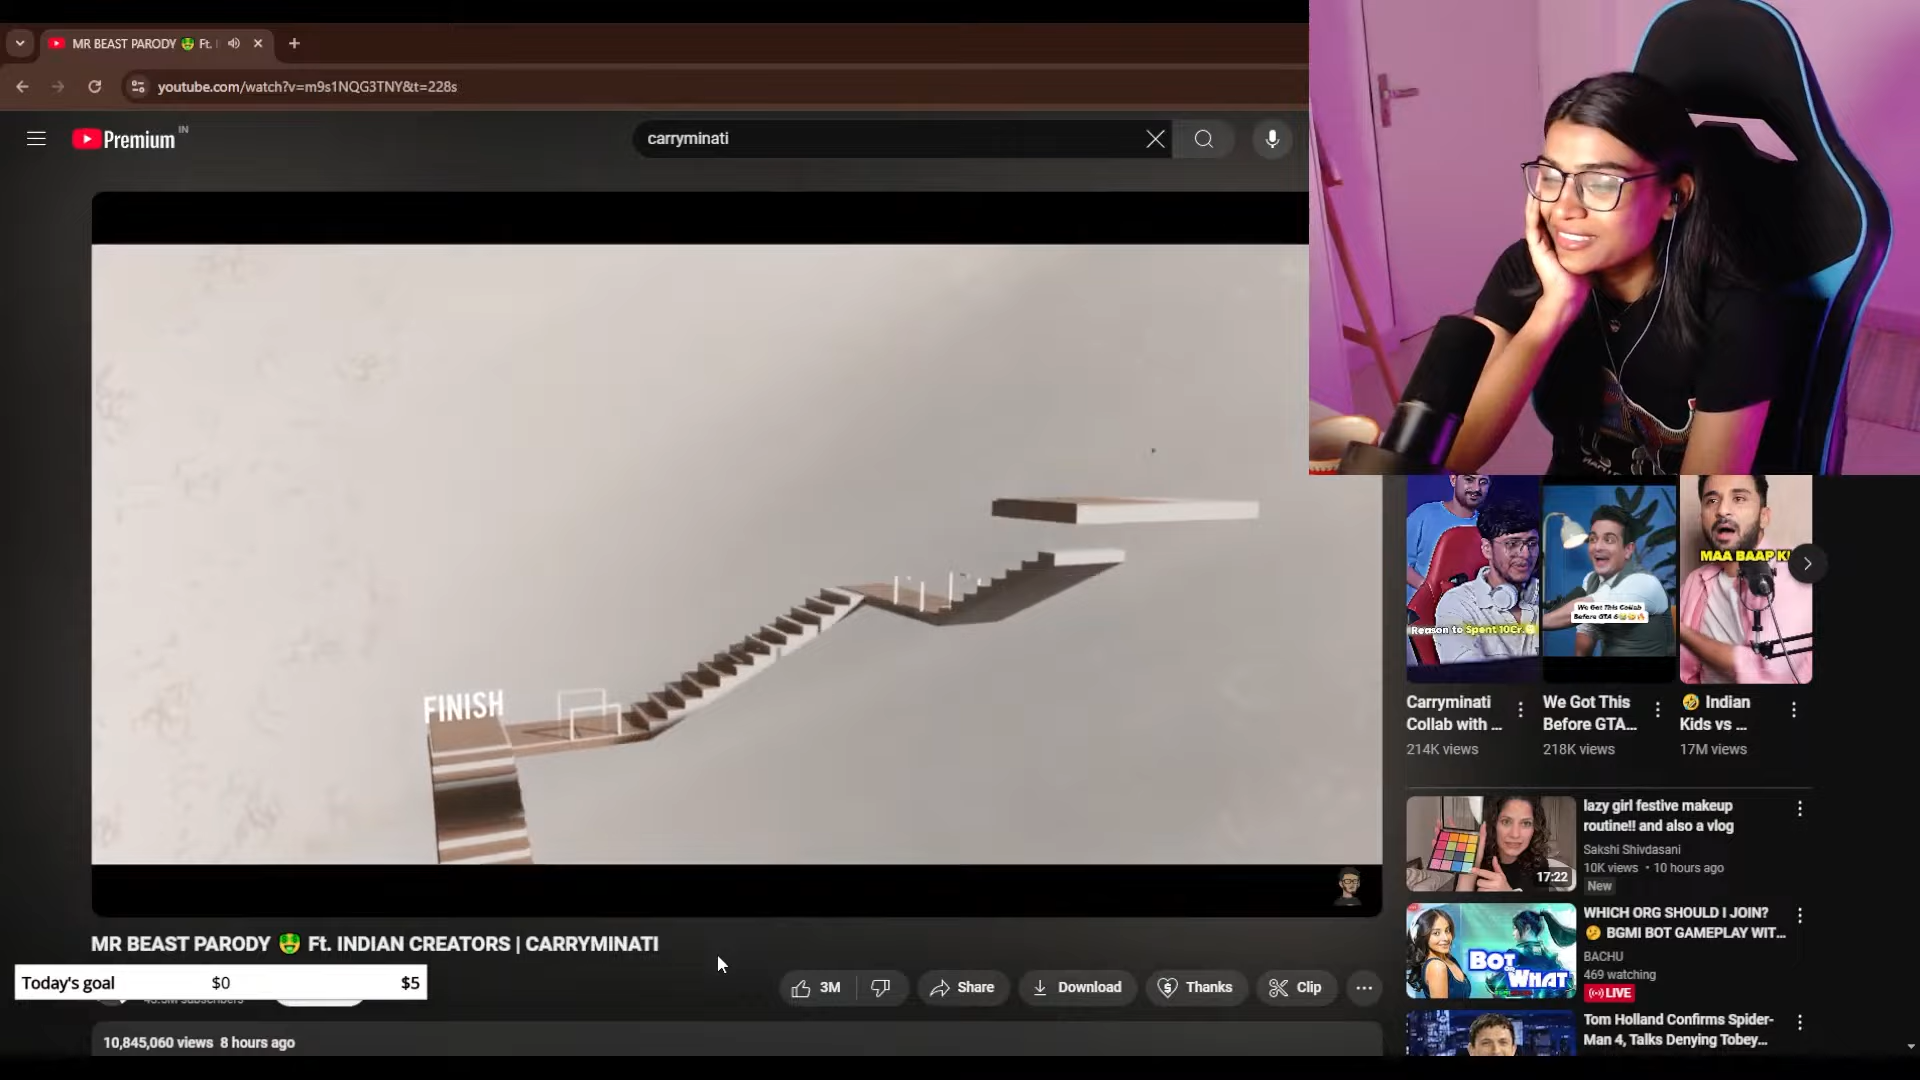 MR BEAST PARODY 🤑 Ft.
youtube.com/watch?v=m9s1NQG3TNY&t=228s
Premium IN
carryminati
FINISH
MR BEAST PARODY 🤑 Ft. INDIAN CREATORS | CARRYMINATI
Today's goal $0 $5
3M
Share
Download
Thanks
Clip
10,845,060 views 8 hours ago
Reason to Spent 10Cr.
We Got This Collab
Before GTA 6
MAA BAAP KI
Carryminati
Collab with ...
214K views
We Got This
Before GTA...
218K views
🤣 Indian
Kids vs ...
17M views
17:22
lazy girl festive makeup
routine!! and also a vlog
Sakshi Shivdasani
10K views • 10 hours ago
New
BOT
WHAT
WHICH ORG SHOULD I JOIN?
🫤 BGMI BOT GAMEPLAY WIT...
BACHU
469 watching
LIVE
Tom Holland Confirms Spider-
Man 4, Talks Denying Tobey...